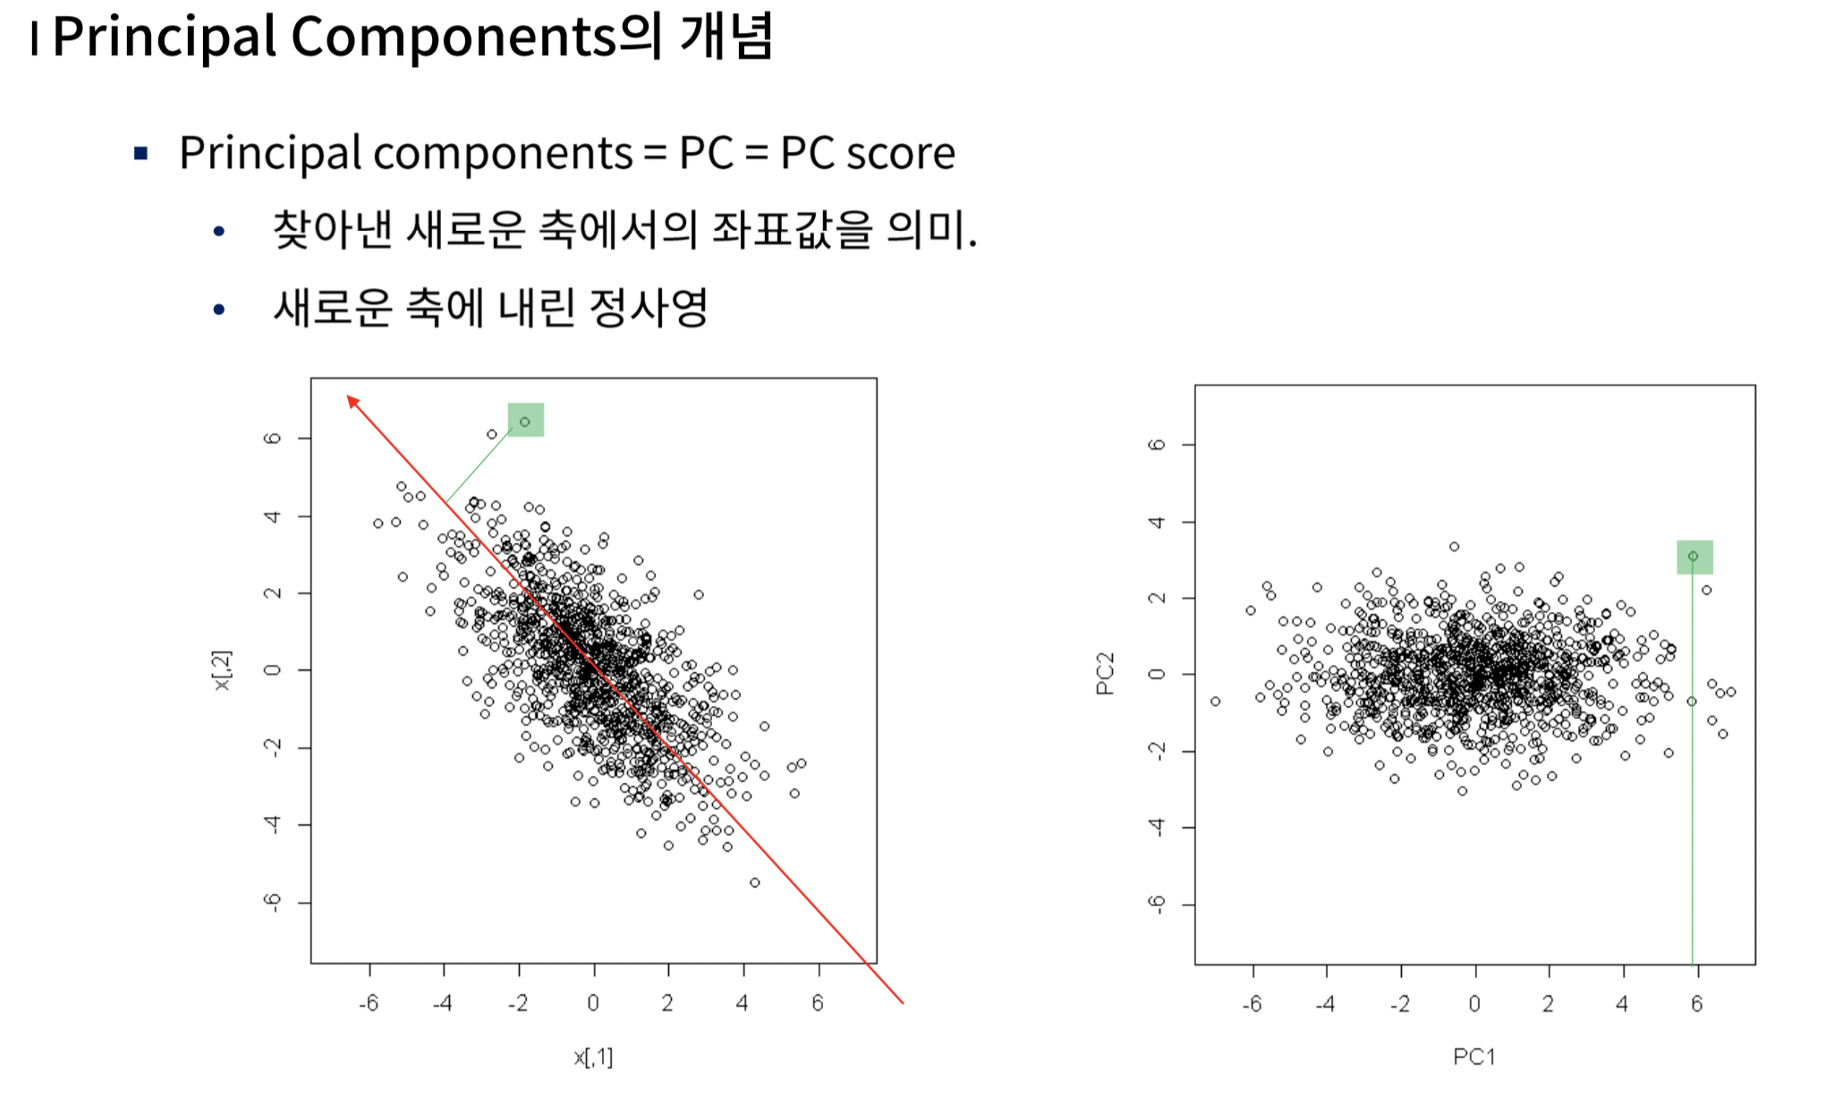 Principal Components의 개념
▪ Principal components = PC = PC score
• 찾아낸 새로운 축에서의 좌표값을 의미.
• 새로운 축에 내린 정사영
x[,2]
6
4
2
0
-2
-4
-6
-6 -4 -2 0 2 4 6
x[,1]
PC2
6
4
2
0
-2
-4
-6
-6 -4 -2 0 2 4 6
PC1